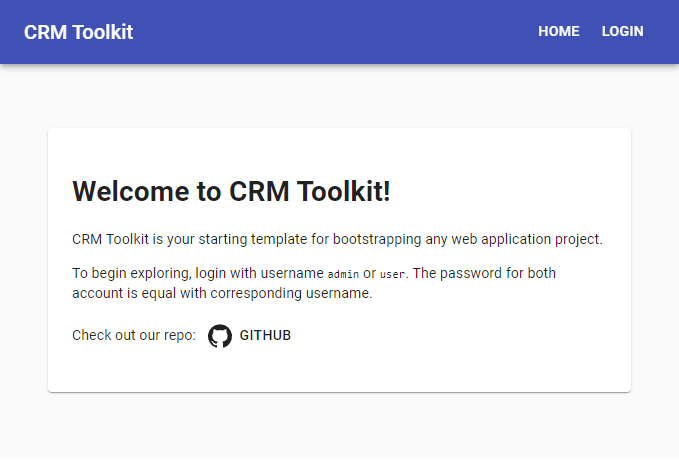 CRM Toolkit
HOME LOGIN
Welcome to CRM Toolkit!
CRM Toolkit is your starting template for bootstrapping any web application project.
To begin exploring, login with username admin or user. The password for both
account is equal with corresponding username.
Check out our repo: GITHUB